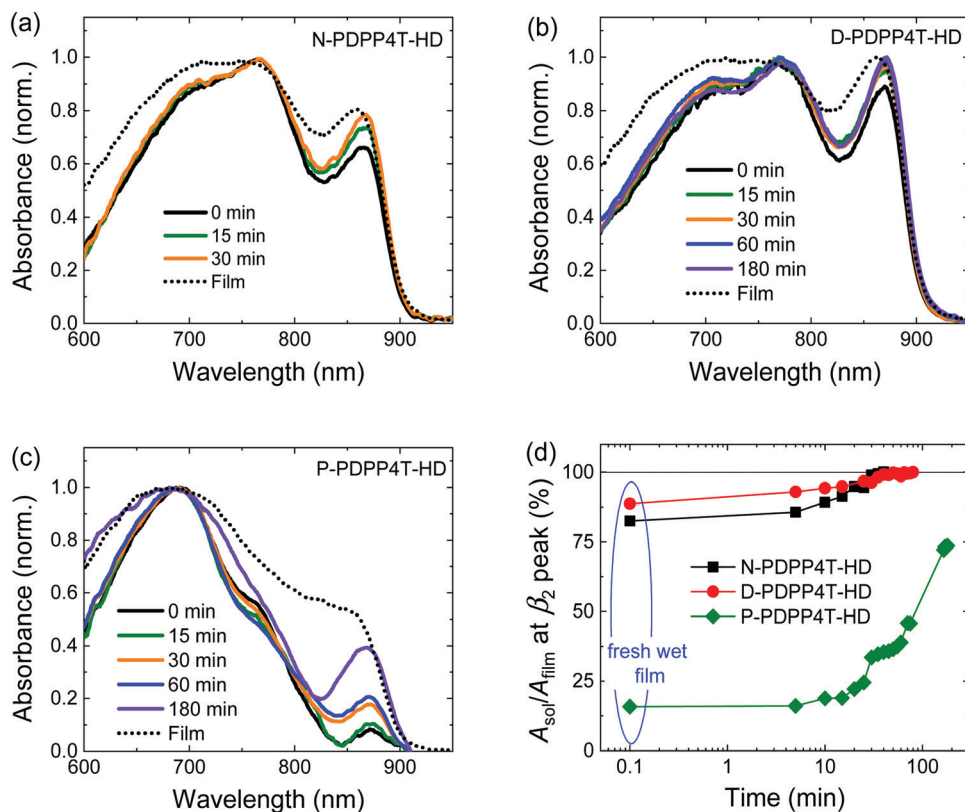 (a)
N-PDPP4T-HD
Absorbance (norm.)
1.0
0.8
0.6
0.4
0.2
0.0
0 min
15 min
30 min
Film
600
700
800
900
Wavelength (nm)
(b)
D-PDPP4T-HD
Absorbance (norm.)
1.0
0.8
0.6
0.4
0.2
0.0
0 min
15 min
30 min
60 min
180 min
Film
600
700
800
900
Wavelength (nm)
(c)
P-PDPP4T-HD
Absorbance (norm.)
1.0
0.8
0.6
0.4
0.2
0.0
0 min
15 min
30 min
60 min
180 min
Film
600
700
800
900
Wavelength (nm)
(d)
A_sol/A_film at β₂ peak (%)
100
75
50
25
0
N-PDPP4T-HD
D-PDPP4T-HD
P-PDPP4T-HD
fresh wet
film
0.1
1
10
100
Time (min)